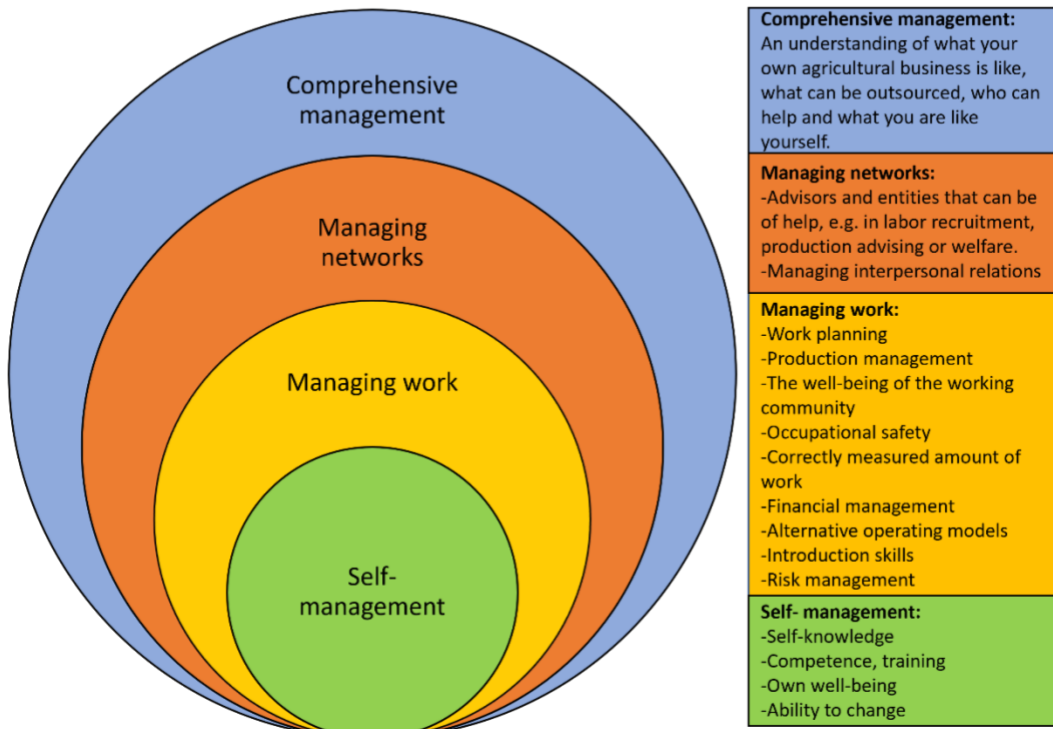 Comprehensive
management
Managing
networks
Managing work
Self-
management
Comprehensive management:
An understanding of what your
own agricultural business is like,
what can be outsourced, who can
help and what you are like
yourself.
Managing networks:
-Advisors and entities that can be
of help, e.g. in labor recruitment,
production advising or welfare.
-Managing interpersonal relations
Managing work:
-Work planning
-Production management
-The well-being of the working
community
-Occupational safety
-Correctly measured amount of
work
-Financial management
-Alternative operating models
-Introduction skills
-Risk management
Self- management:
-Self-knowledge
-Competence, training
-Own well-being
-Ability to change